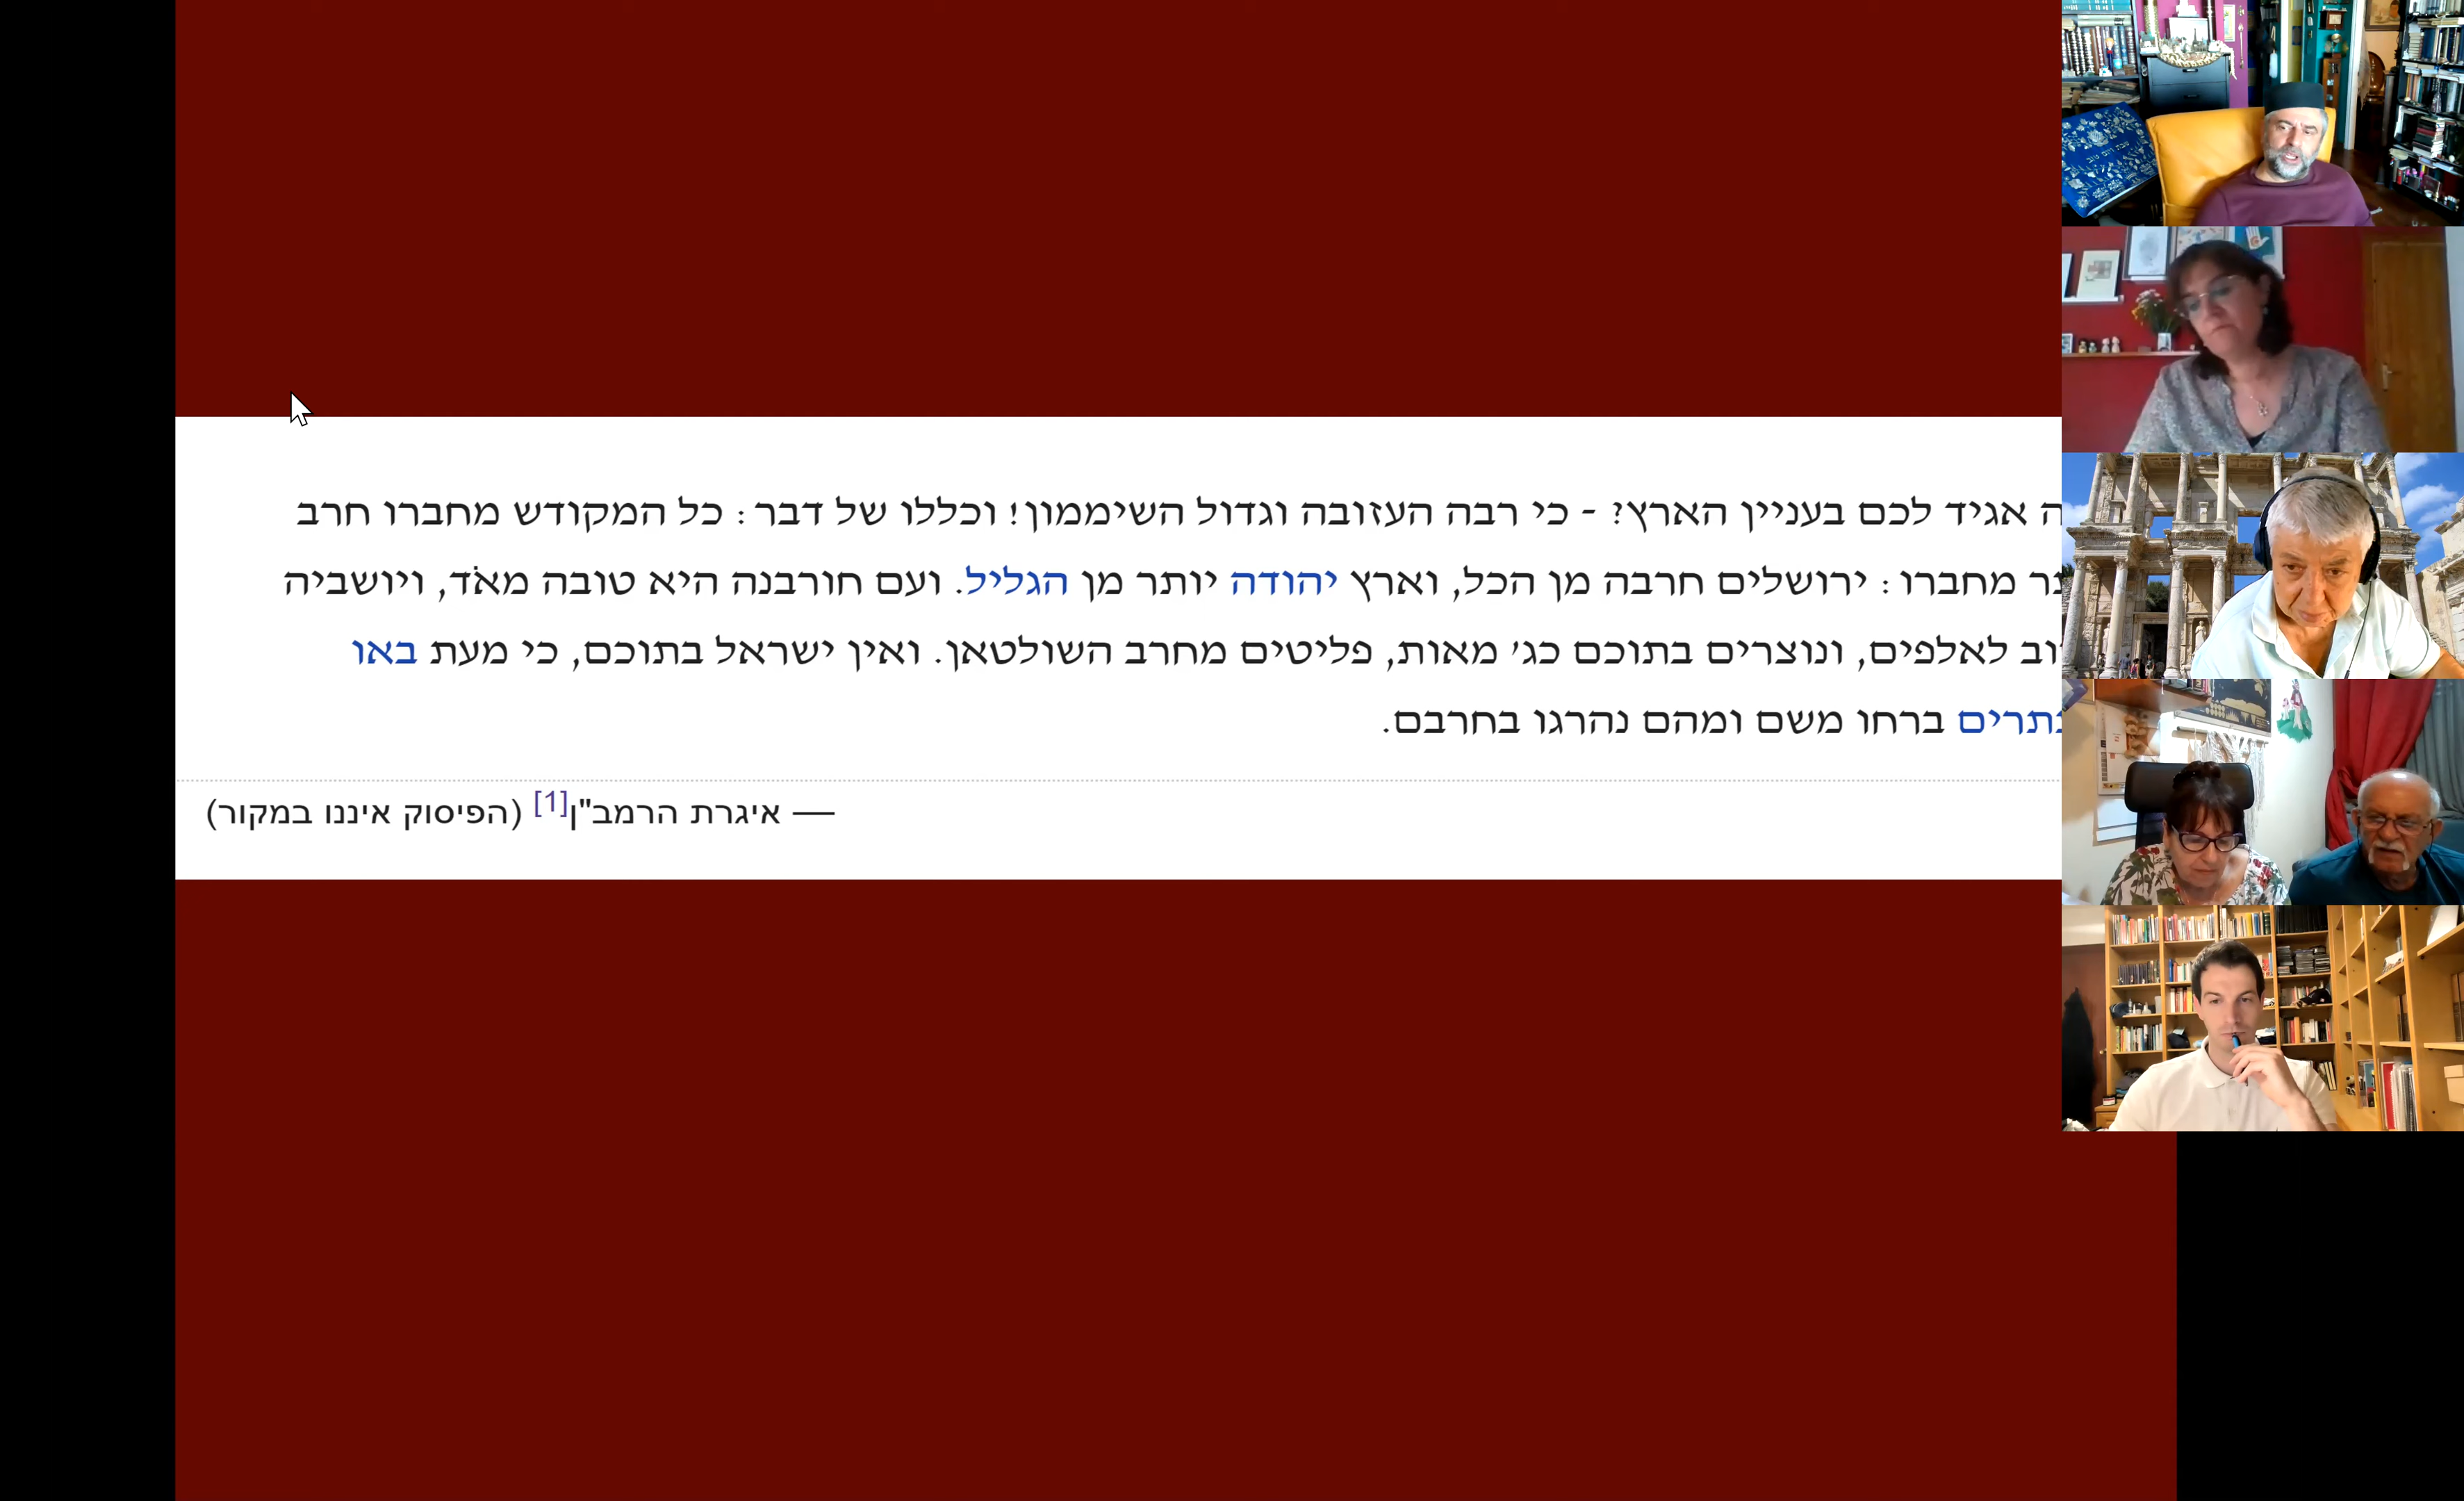 אגיד לכם בעניין הארץ? - כי רבה העזובה וגדול השיממון! וכללו של דבר: כל המקודש מחברו חרב
מחברו: ירושלים חרבה מן הכל, וארץ יהודה יותר מן הגליל. ועם חורבנה היא טובה מאֹד, ויושביה
לאלפים, ונוצרים בתוכם כג' מאות, פליטים מחרב השולטאן. ואין ישראל בתוכם, כי מעת באו
ברחו משם ומהם נהרגו בחרבם.
— איגרת הרמב"ן[1] (הפיסוק איננו במקור)